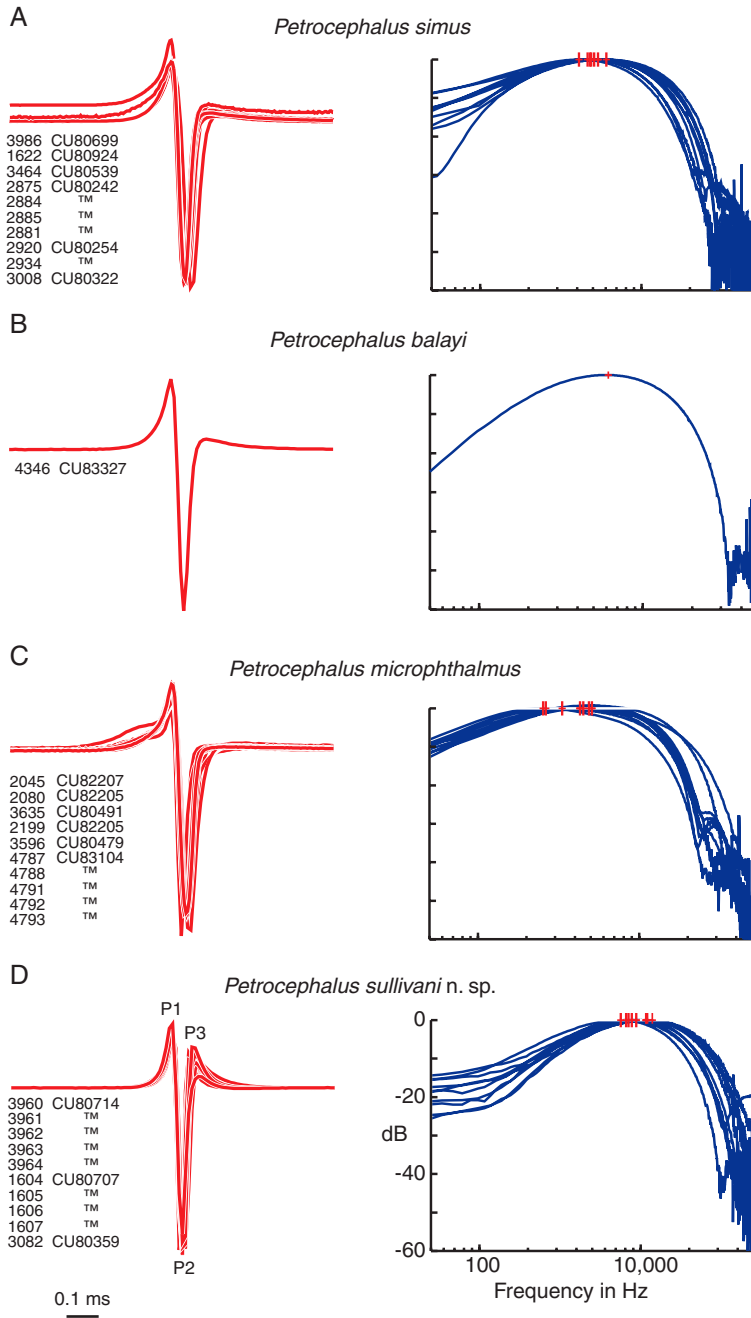 A
Petrocephalus simus
3986 CU80699
1622 CU80924
3464 CU80539
2875 CU80242
2884 ™
2885 ™
2881 ™
2920 CU80254
2934 ™
3008 CU80322
B
Petrocephalus balayi
4346 CU83327
C
Petrocephalus microphthalmus
2045 CU82207
2080 CU82205
3635 CU80491
2199 CU82205
3596 CU80479
4787 CU83104
4788 ™
4791 ™
4792 ™
4793 ™
D
Petrocephalus sullivani n. sp.
P1
P3
3960 CU80714
3961 ™
3962 ™
3963 ™
3964 ™
1604 CU80707
1605 ™
1606 ™
1607 ™
3082 CU80359
P2
0.1 ms
0
-20
dB
-40
-60
100 10,000
Frequency in Hz